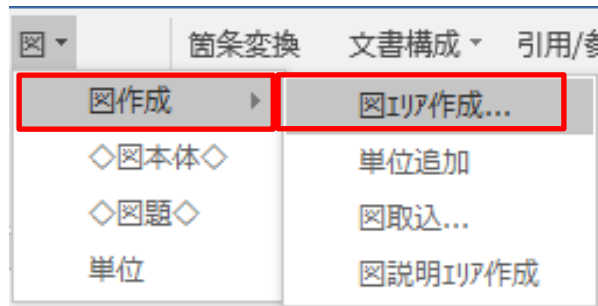 図 箇条変換 文書構成 引用/参
図作成 図ｴﾘｱ作成...
◇図本体◇ 単位追加
◇図題◇ 図取込...
単位 図説明ｴﾘｱ作成